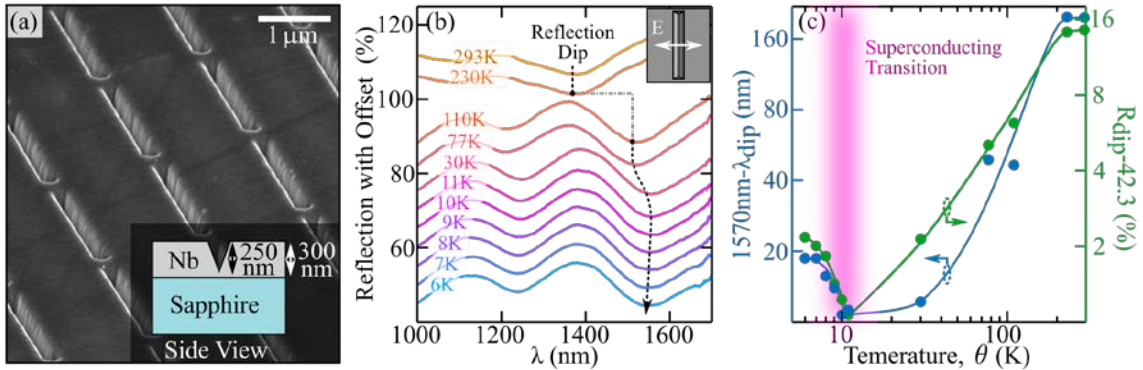 (a)
1 μm
Nb
250
nm
300
nm
Sapphire
Side View
(b)
Reflection with Offset (%)
120
100
80
60
293K
230K
110K
77K
30K
11K
10K
9K
8K
7K
6K
Reflection
Dip
E
1000
1200
1400
1600
λ (nm)
(c)
1570nm-λdip (nm)
160
80
40
20
Superconducting
Transition
16
8
4
2
Rdip-42.3 (%)
10
100
Temerature, θ (K)